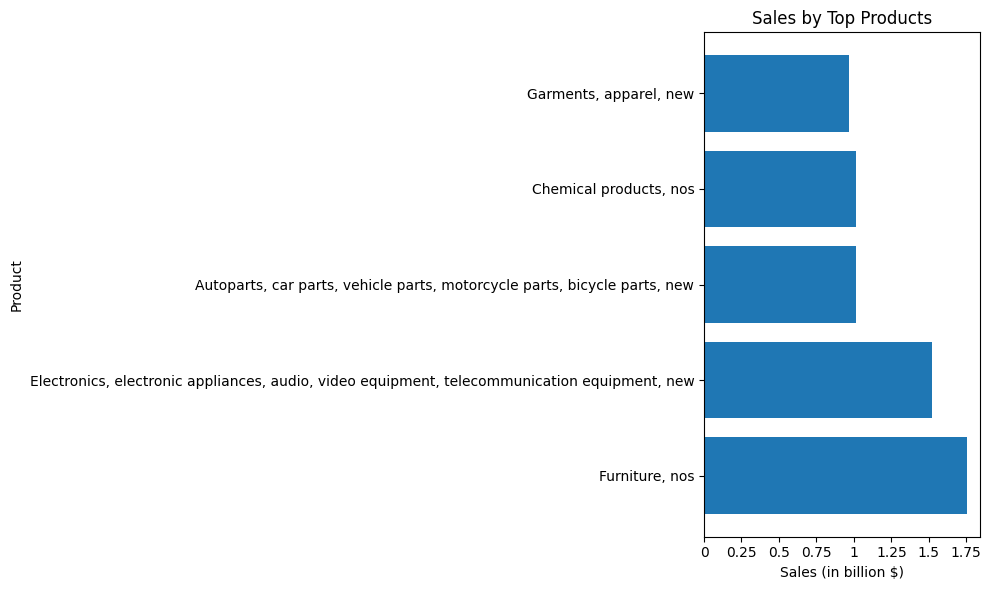 Sales by Top Products
Product
Garments, apparel, new
Chemical products, nos
Autoparts, car parts, vehicle parts, motorcycle parts, bicycle parts, new
Electronics, electronic appliances, audio, video equipment, telecommunication equipment, new
Furniture, nos
0 0.25 0.5 0.75 1 1.25 1.5 1.75
Sales (in billion $)